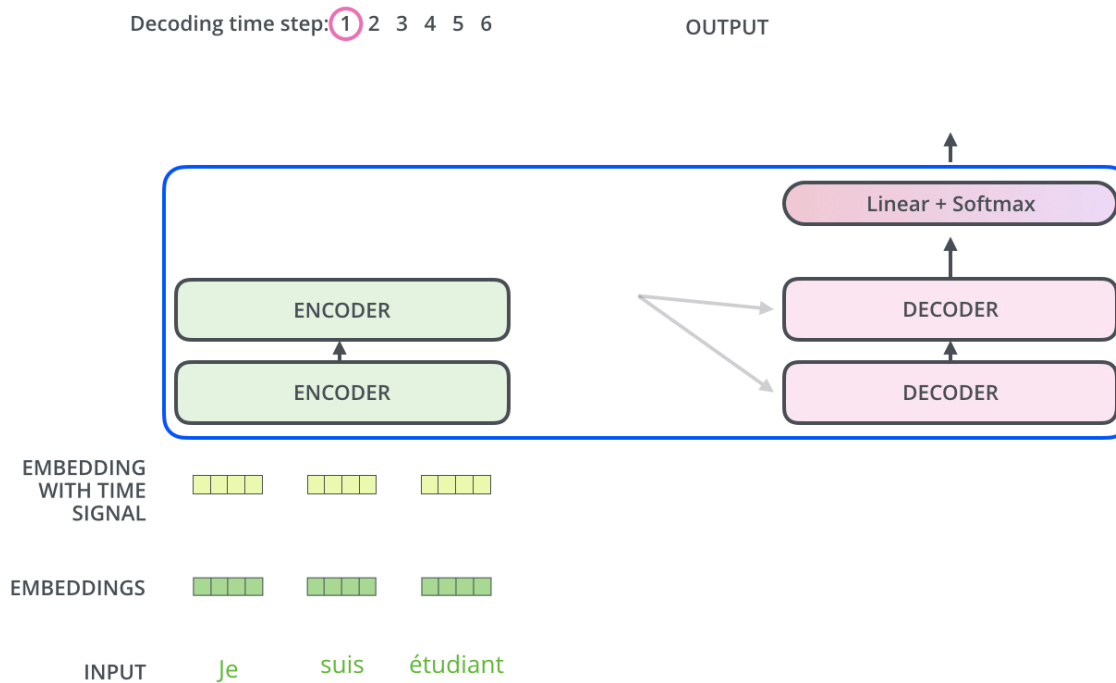 Decoding time step: 1 2 3 4 5 6
OUTPUT
Linear + Softmax
ENCODER
DECODER
ENCODER
DECODER
EMBEDDING
WITH TIME
SIGNAL
EMBEDDINGS
INPUT
Je suis étudiant